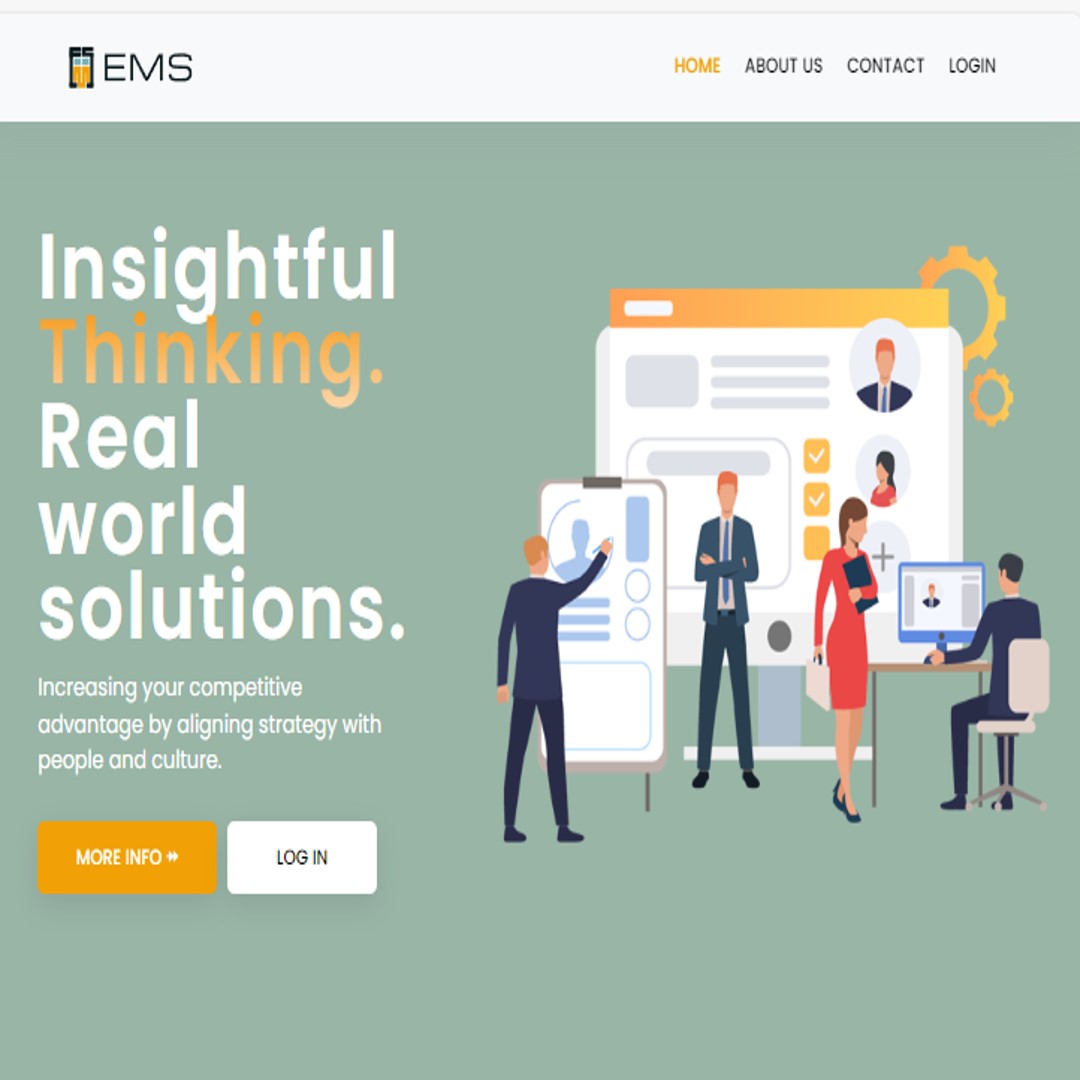 EMS
HOME ABOUT US CONTACT LOGIN
Insightful
Thinking.
Real
world
solutions.
Increasing your competitive
advantage by aligning strategy with
people and culture.
MORE INFO
LOG IN